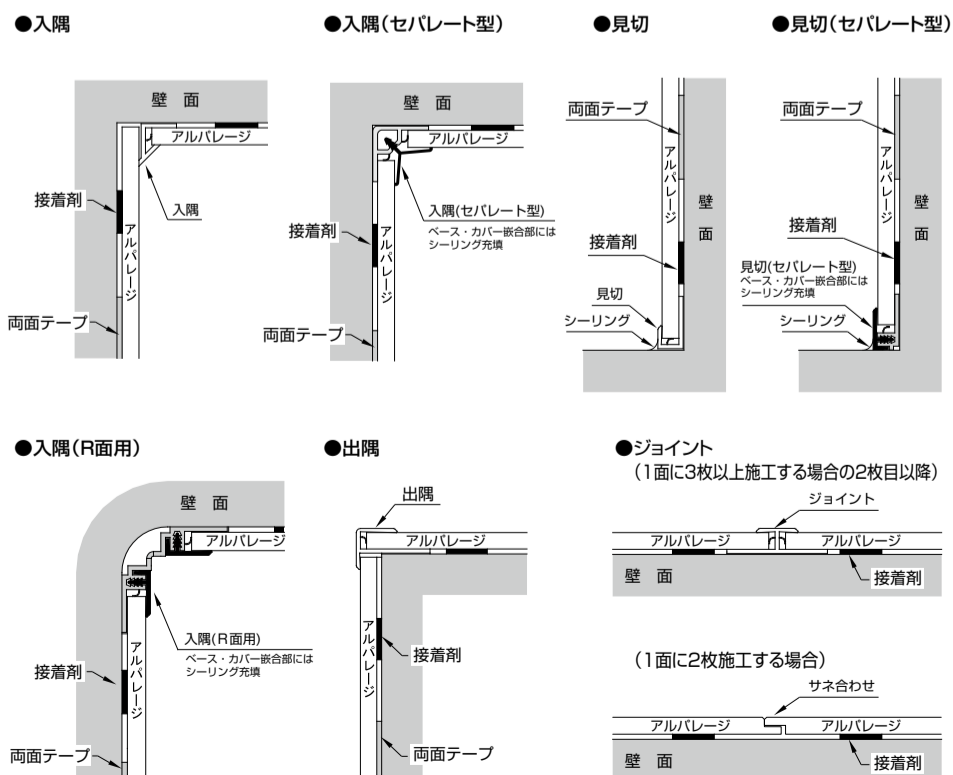 ●入隅
壁 面
アルパレージ
接着剤
入隅
アルパレージ
両面テープ
●入隅(セパレート型)
壁 面
アルパレージ
入隅(セパレート型)
ベース・カバー嵌合部には
シーリング充填
接着剤
アルパレージ
両面テープ
●見切
両面テープ
アルパレージ
壁
面
接着剤
見切
シーリング
●見切(セパレート型)
両面テープ
アルパレージ
壁
面
接着剤
見切(セパレート型)
ベース・カバー嵌合部には
シーリング充填
シーリング
●入隅(R面用)
壁 面
アルパレージ
入隅(R面用)
ベース・カバー嵌合部には
シーリング充填
接着剤
アルパレージ
両面テープ
●出隅
出隅
アルパレージ
アルパレージ
接着剤
両面テープ
●ジョイント
(1面に3枚以上施工する場合の2枚目以降)
ジョイント
アルパレージ アルパレージ
壁 面
接着剤
(1面に2枚施工する場合)
サネ合わせ
アルパレージ アルパレージ
壁 面
接着剤